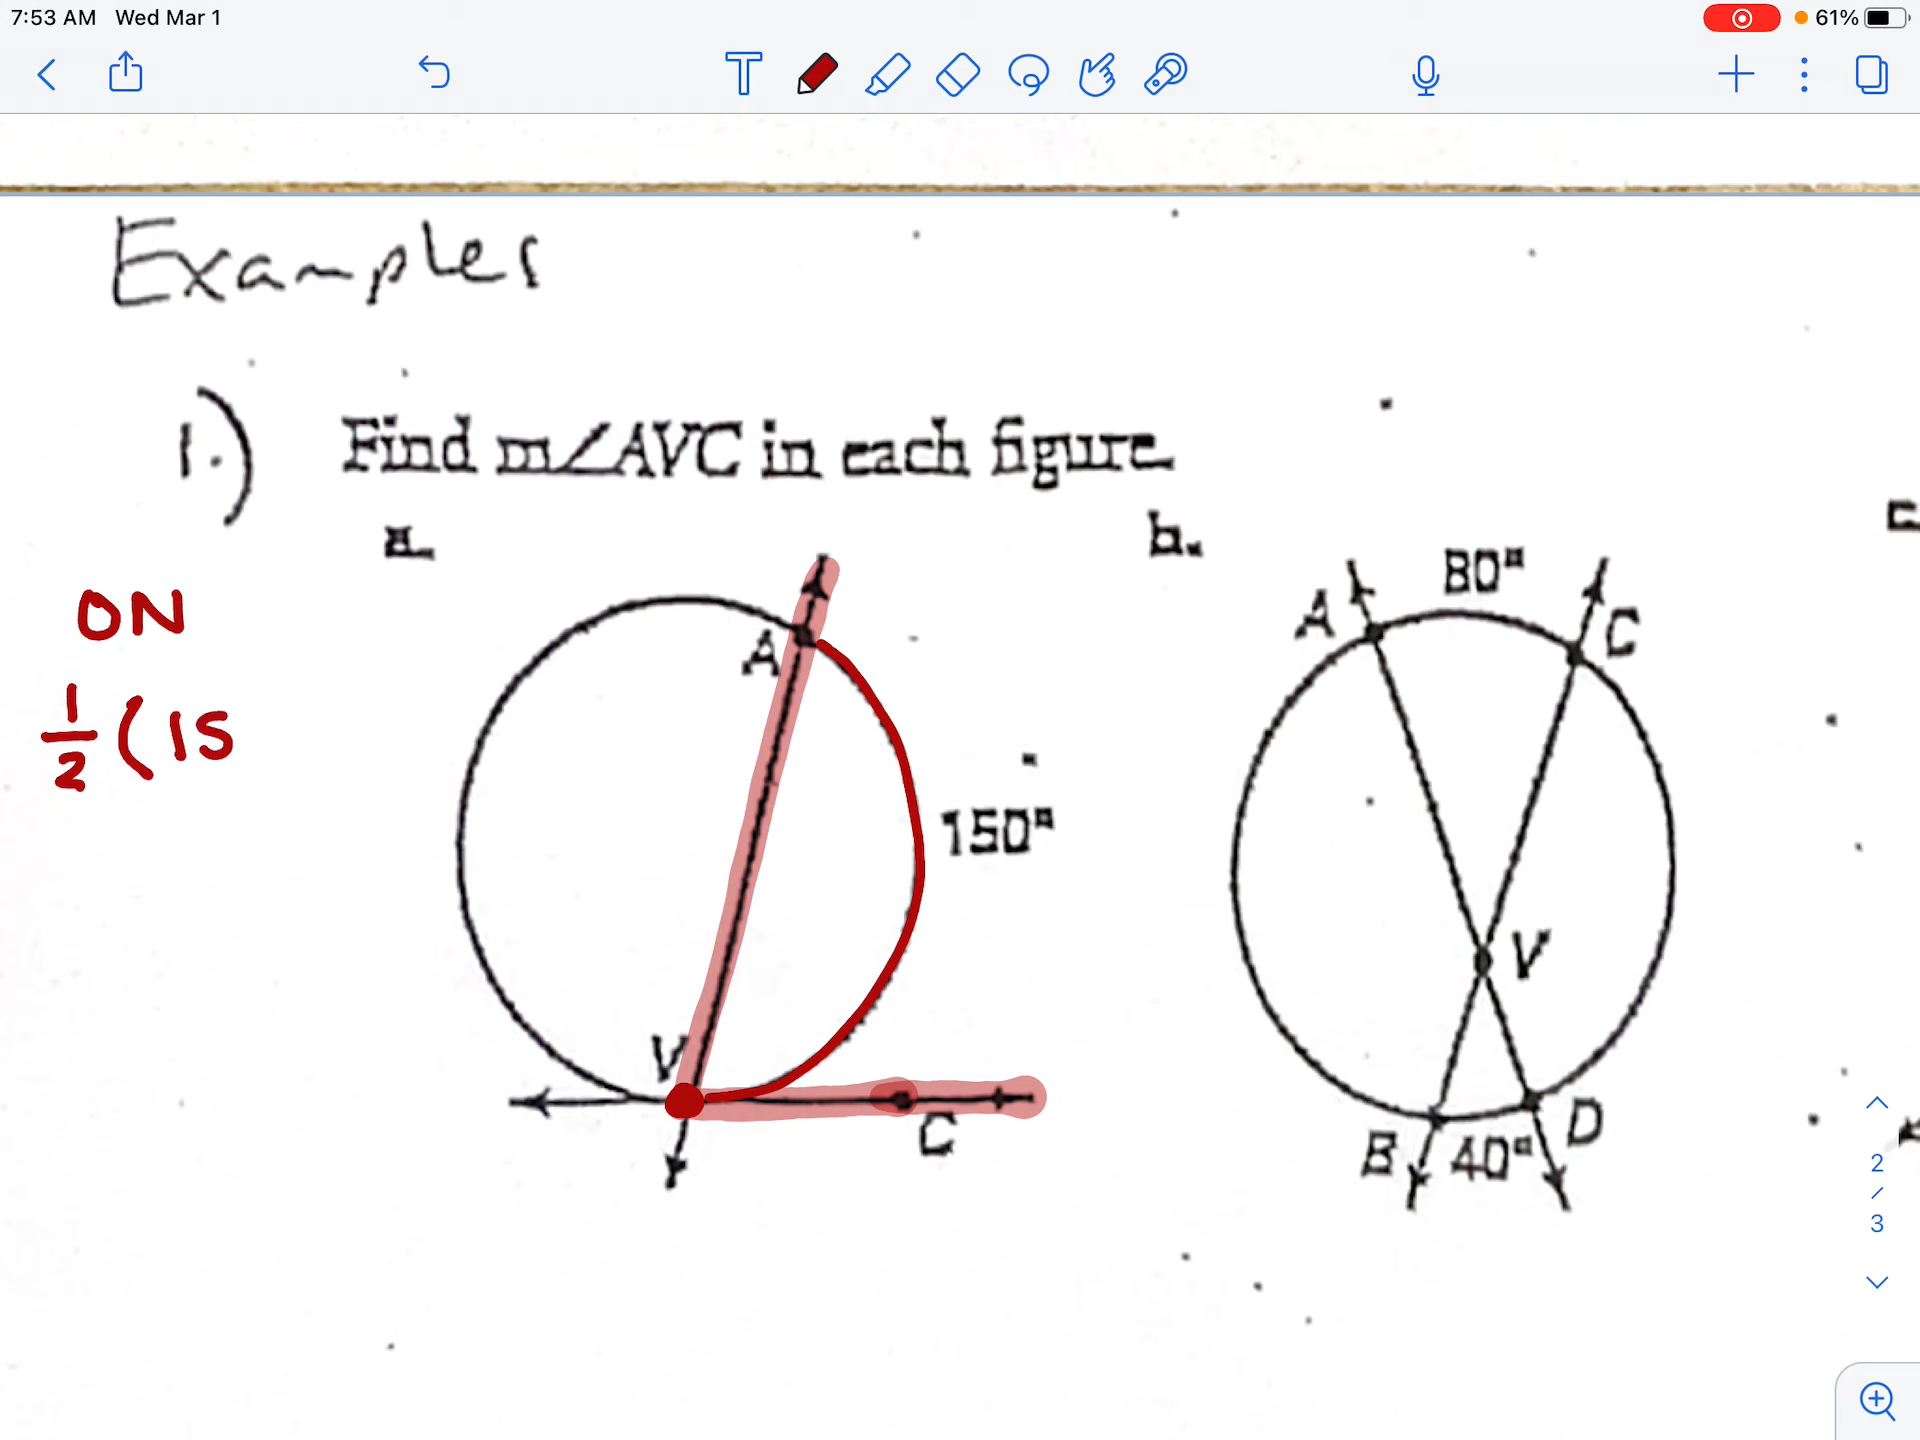 7:53 AM Wed Mar 1
61%
Examples
1.) Find m∠AVC in each figure.
a.
b.
c
ON
1/2 (15
A
150°
V
C
A
80°
C
V
B
40°
D
2
/
3